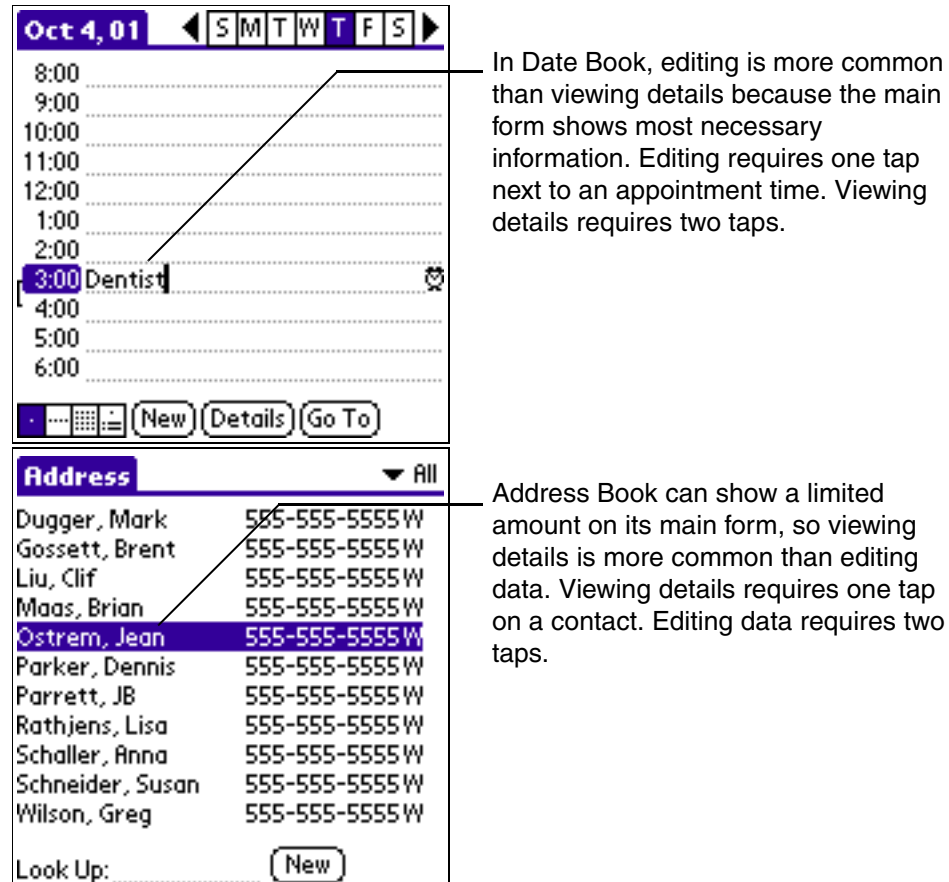 Oct 4, 01 S M T W T F S
8:00
9:00
10:00
11:00
12:00
1:00
2:00
3:00 Dentist
4:00
5:00
6:00
New Details Go To
In Date Book, editing is more common
than viewing details because the main
form shows most necessary
information. Editing requires one tap
next to an appointment time. Viewing
details requires two taps.
Address All
Dugger, Mark 555-555-5555 W
Gossett, Brent 555-555-5555 W
Liu, Clif 555-555-5555 W
Maas, Brian 555-555-5555 W
Ostrem, Jean 555-555-5555 W
Parker, Dennis 555-555-5555 W
Parrett, JB 555-555-5555 W
Rathjens, Lisa 555-555-5555 W
Schaller, Anna 555-555-5555 W
Schneider, Susan 555-555-5555 W
Wilson, Greg 555-555-5555 W
Look Up: New
Address Book can show a limited
amount on its main form, so viewing
details is more common than editing
data. Viewing details requires one tap
on a contact. Editing data requires two
taps.